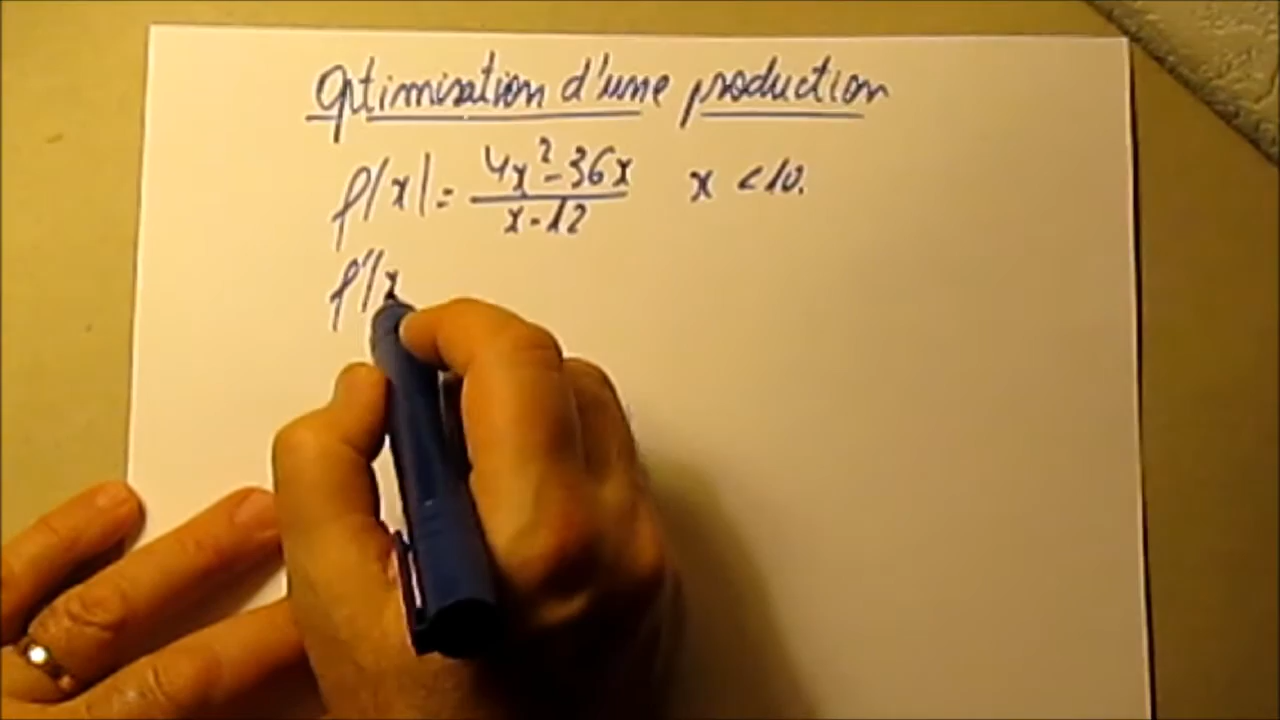 Optimisation d'une production
f(x) = 4x² - 36x / x - 12 x < 10.
f'(x